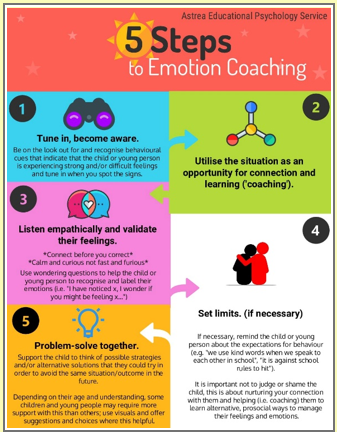 Astrea Educational Psychology Service
5 Steps
to Emotion Coaching
1
Tune in, become aware.
Be on the look out for and recognise behavioural
cues that indicate that the child or young person
is experiencing strong and/or difficult feelings
and tune in when you spot the signs.
2
Utilise the situation as an
opportunity for connection and
learning ('coaching').
3
Listen empathically and validate
their feelings.
*Connect before you correct*
*Calm and curious not fast and furious*
Use wondering questions to help the child or
young person to recognise and label their
emotions (i.e. "I have noticed x, I wonder if
you might be feeling x...")
4
Set limits. (if necessary)
If necessary, remind the child or young
person about the expectations for behaviour
(e.g. "we use kind words when we speak to
each other in school", "it is against school
rules to hit").
It is important not to judge or shame the
child, this is about nurturing your connection
with them and helping (i.e. coaching) them to
learn alternative, prosocial ways to manage
their feelings and emotions.
5
Problem-solve together.
Support the child to think of possible strategies
and/or alternative solutions that they could try in
order to avoid the same situation/outcome in the
future.
Depending on their age and understanding, some
children and young people may require more
support with this than others; use visuals and offer
suggestions and choices where this helpful.